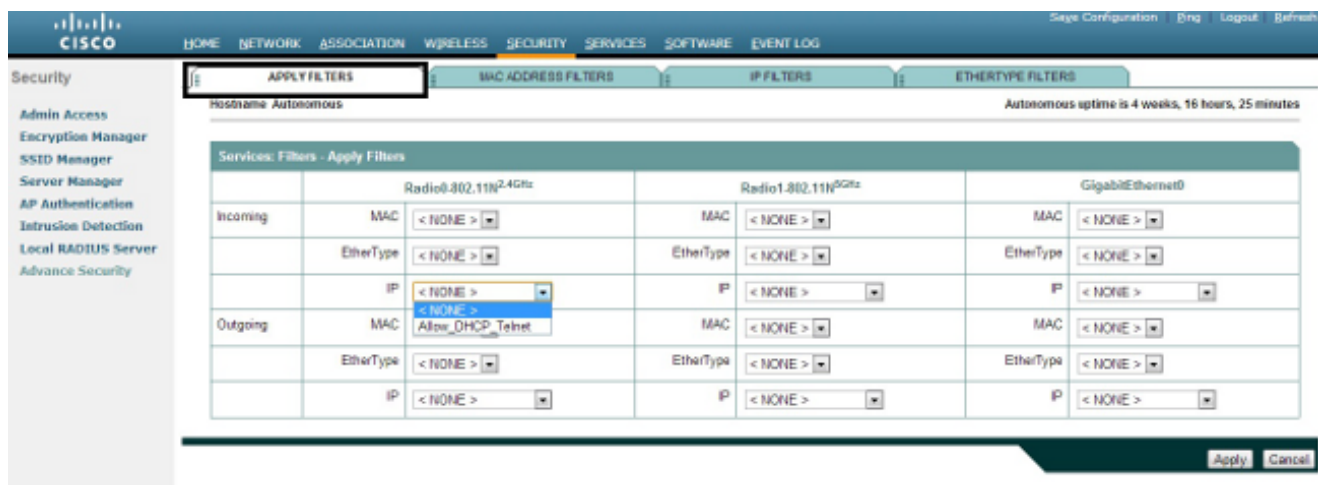 Save Configuration Ping Logout Refresh
CISCO
HOME NETWORK ASSOCIATION WIRELESS SECURITY SERVICES SOFTWARE EVENT LOG
Security
APPLY FILTERS MAC ADDRESS FILTERS IP FILTERS ETHERTYPE FILTERS
Admin Access
Encryption Manager
SSID Manager
Server Manager
AP Authentication
Intrusion Detection
Local RADIUS Server
Advance Security
Hostname Autonomous Autonomous uptime is 4 weeks, 16 hours, 25 minutes
Services: Filters - Apply Filters
Radio0-802.11N2.4GHz Radio1-802.11N5GHz GigabitEthernet0
Incoming MAC < NONE > MAC < NONE > MAC < NONE >
EtherType < NONE > EtherType < NONE > EtherType < NONE >
IP < NONE > IP < NONE > IP < NONE >
< NONE >
Outgoing MAC Allow_DHCP_Telnet MAC < NONE > MAC < NONE >
EtherType < NONE > EtherType < NONE > EtherType < NONE >
IP < NONE > IP < NONE > IP < NONE >
Apply Cancel